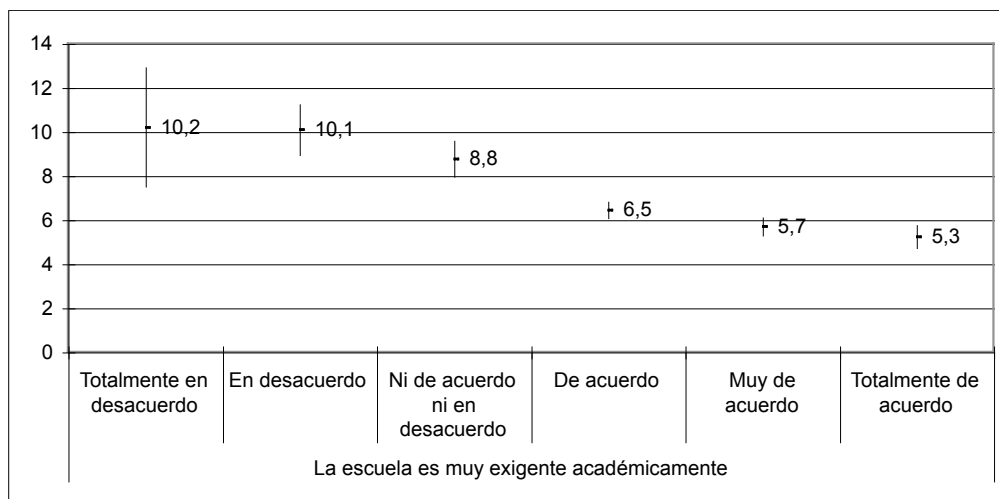 14
12
10
8
6
4
2
0
10,2
10,1
8,8
6,5
5,7
5,3
Totalmente en
desacuerdo
En desacuerdo
Ni de acuerdo
ni en
desacuerdo
De acuerdo
Muy de
acuerdo
Totalmente de
acuerdo
La escuela es muy exigente académicamente